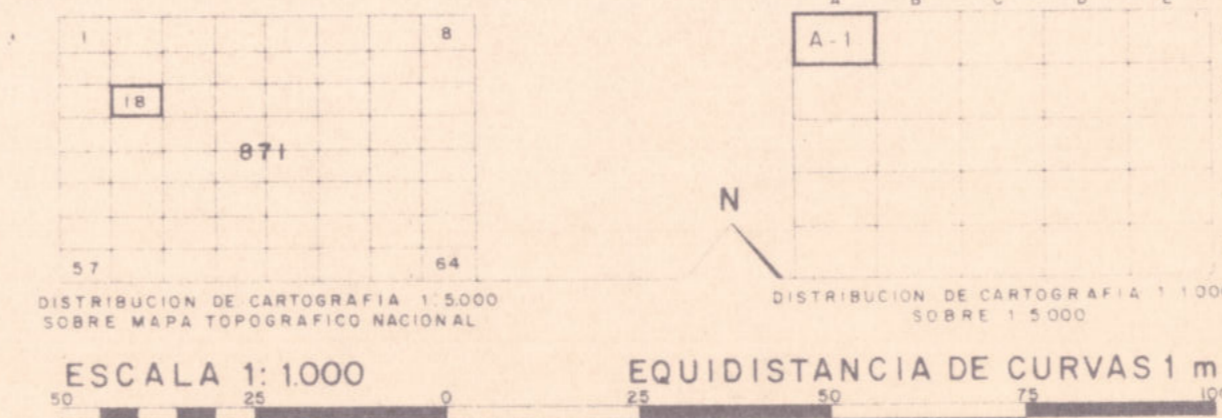 A B C D E
1 8
A-1
18
871
N
57 64
DISTRIBUCION DE CARTOGRAFIA 1:5.000
SOBRE MAPA TOPOGRAFICO NACIONAL
DISTRIBUCION DE CARTOGRAFIA 1 1.00
SOBRE 1 5.000
ESCALA 1: 1.000
EQUIDISTANCIA DE CURVAS 1 m
50 25 0 25 50 75 10